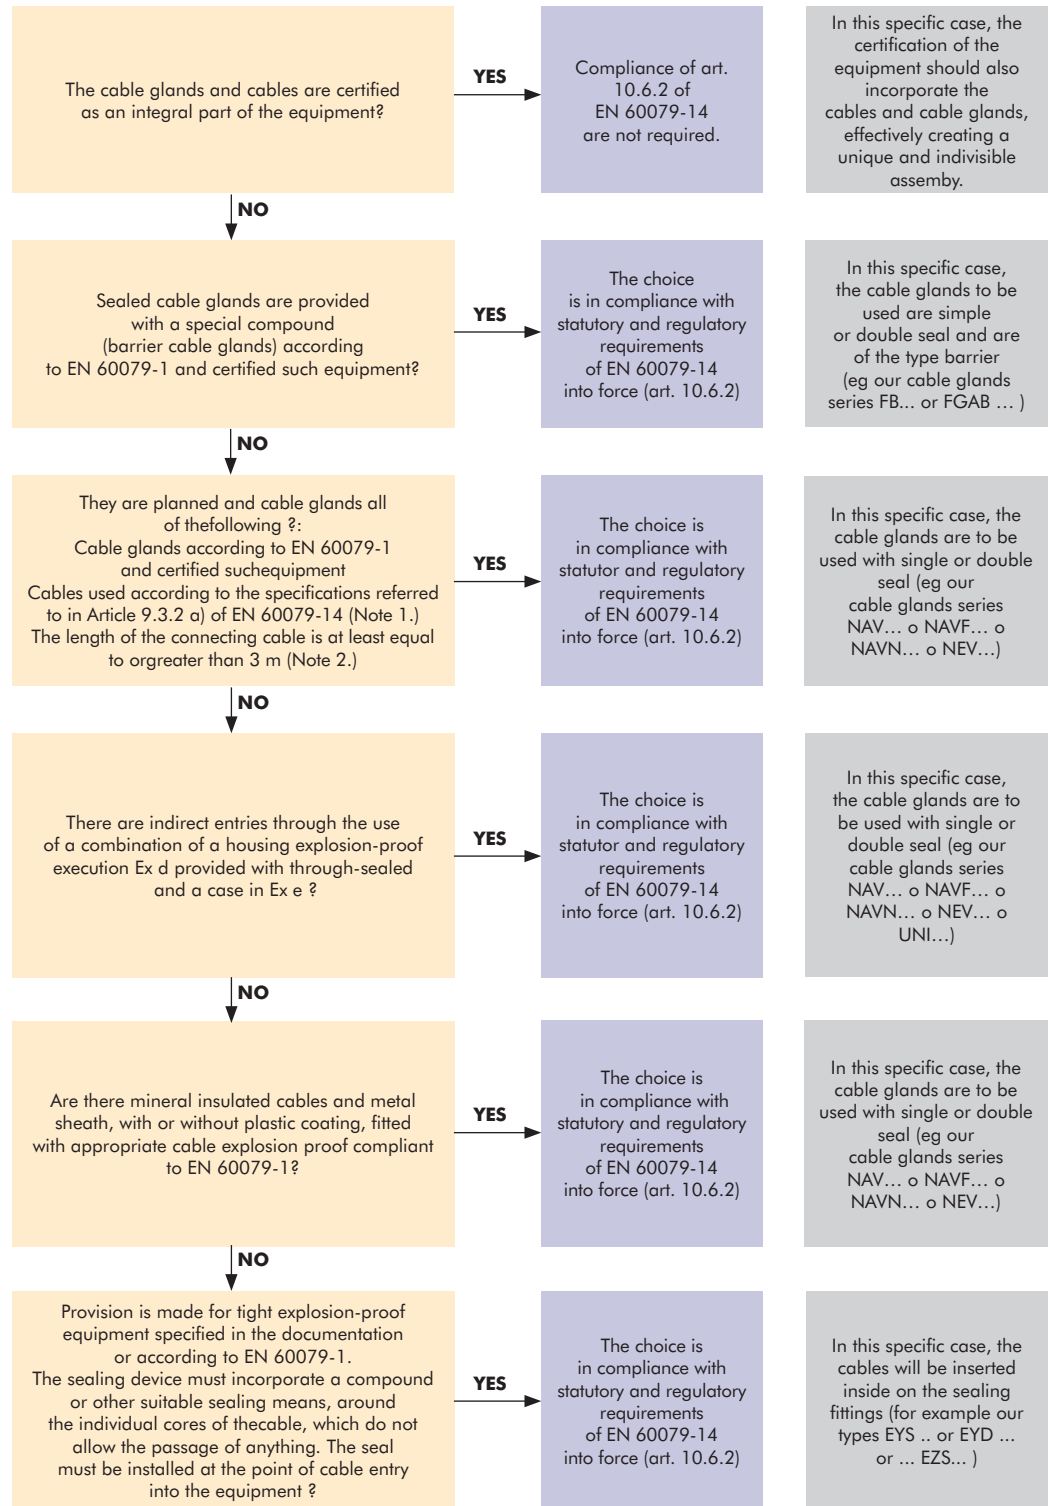 The cable glands and cables are certified
as an integral part of the equipment?
YES
Compliance of art.
10.6.2 of
EN 60079-14
are not required.
In this specific case, the
certification of the
equipment should also
incorporate the
cables and cable glands,
effectively creating a
unique and indivisible
assemby.
NO
Sealed cable glands are provided
with a special compound
(barrier cable glands) according
to EN 60079-1 and certified such equipment?
YES
The choice
is in compliance with
statutory and regulatory
requirements
of EN 60079-14
into force (art. 10.6.2)
In this specific case,
the cable glands to be
used are simple
or double seal and are
of the type barrier
(eg our cable glands
series FB... or FGAB ... )
NO
They are planned and cable glands all
of thefollowing ?:
Cable glands according to EN 60079-1
and certified suchequipment
Cables used according to the specifications referred
to in Article 9.3.2 a) of EN 60079-14 (Note 1.)
The length of the connecting cable is at least equal
to orgreater than 3 m (Note 2.)
YES
The choice is
in compliance with
statutor and regulatory
requirements
of EN 60079-14
into force (art. 10.6.2)
In this specific case, the
cable glands are to be
used with single or double
seal (eg our
cable glands series
NAV... o NAVF... o
NAVN... o NEV...)
NO
There are indirect entries through the use
of a combination of a housing explosion-proof
execution Ex d provided with through-sealed
and a case in Ex e ?
YES
The choice is
in compliance with
statutor and regulatory
requirements
of EN 60079-14
into force (art. 10.6.2)
In this specific case,
the cable glands are to
be used with single or
double seal (eg our
cable glands series
NAV... o NAVF... o
NAVN... o NEV... o
UNI...)
NO
Are there mineral insulated cables and metal
sheath, with or without plastic coating, fitted
with appropriate cable explosion proof compliant
to EN 60079-1?
YES
The choice is
in compliance with
statutory and regulatory
requirements
of EN 60079-14
into force (art. 10.6.2)
In this specific case, the
cable glands are to be
used with single or double
seal (eg our
cable glands series
NAV... o NAVF... o
NAVN... o NEV...)
NO
Provision is made for tight explosion-proof
equipment specified in the documentation
or according to EN 60079-1.
The sealing device must incorporate a compound
or other suitable sealing means, around
the individual cores of thecable, which do not
allow the passage of anything. The seal
must be installed at the point of cable entry
into the equipment ?
YES
The choice is
in compliance with
statutory and regulatory
requirements
of EN 60079-14
into force (art. 10.6.2)
In this specific case, the
cables will be inserted
inside on the sealing
fittings (for example our
types EYS .. or EYD ...
or ... EZS... )